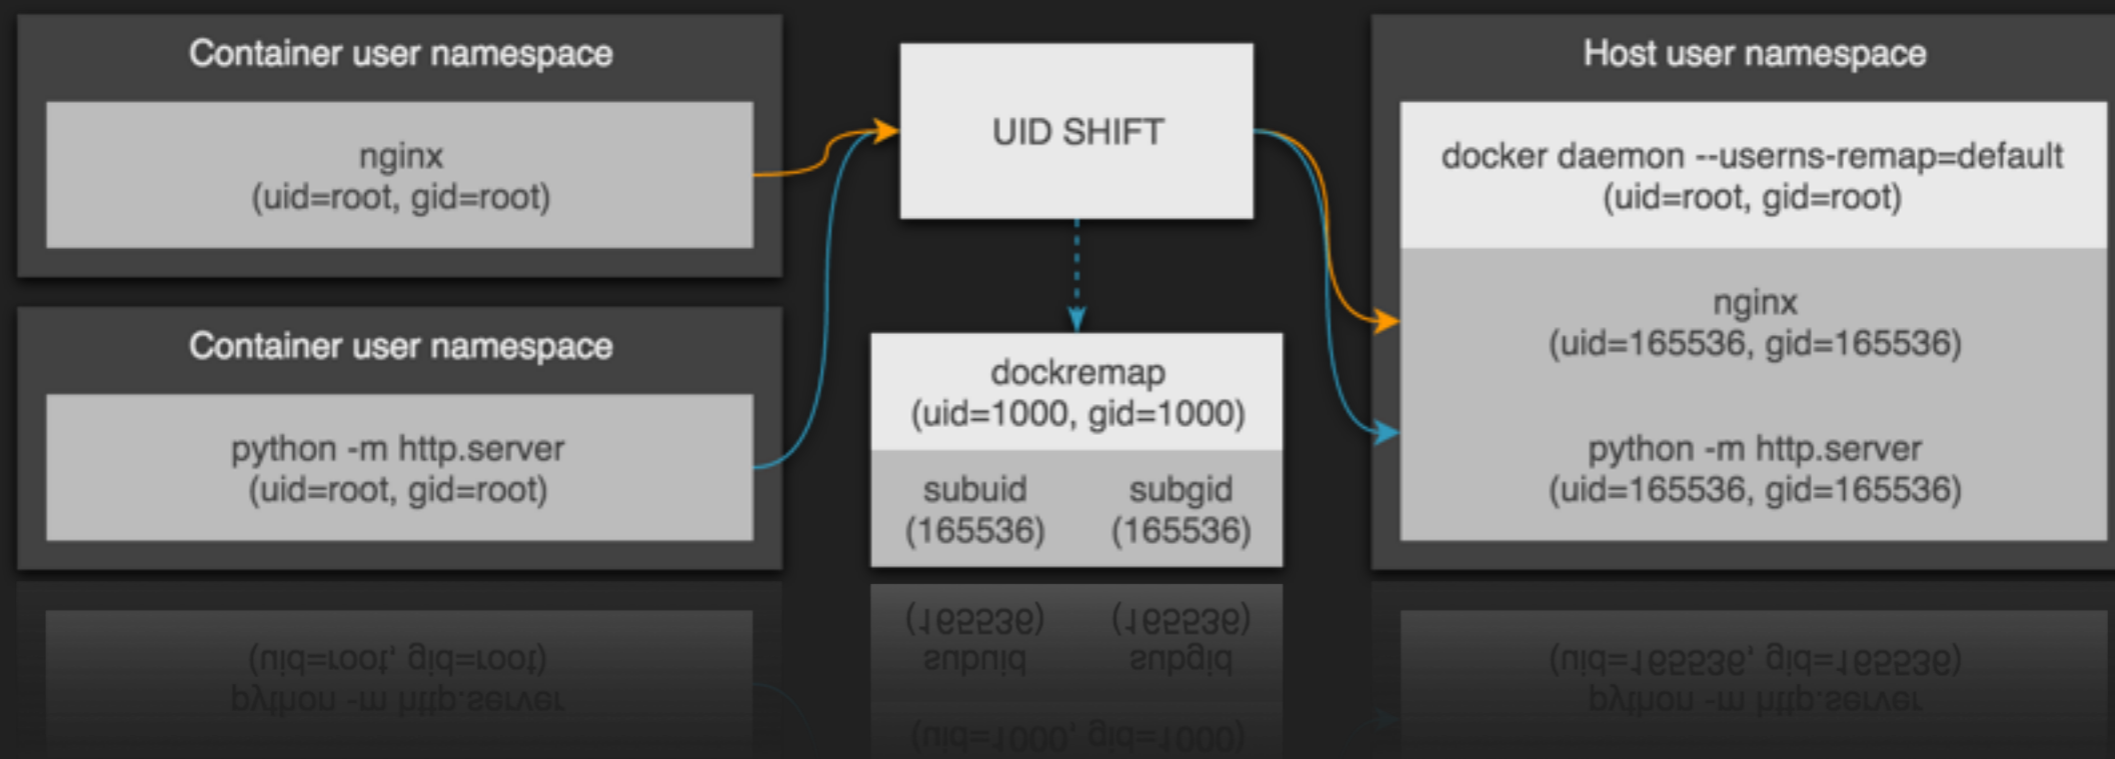 Container user namespace
nginx
(uid=root, gid=root)
Container user namespace
python -m http.server
(uid=root, gid=root)
UID SHIFT
dockremap
(uid=1000, gid=1000)
subuid subgid
(165536) (165536)
Host user namespace
docker daemon --userns-remap=default
(uid=root, gid=root)
nginx
(uid=165536, gid=165536)
python -m http.server
(uid=165536, gid=165536)